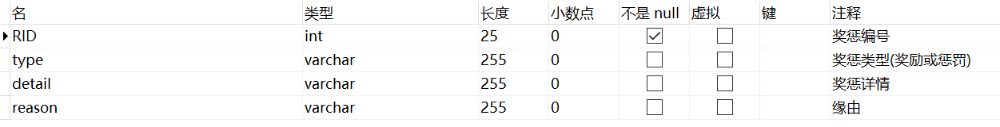 名 类型 长度 小数点 不是 null 虚拟 键 注释
RID int 25 0 奖惩编号
type varchar 255 0 奖惩类型(奖励或惩罚)
detail varchar 255 0 奖惩详情
reason varchar 255 0 缘由